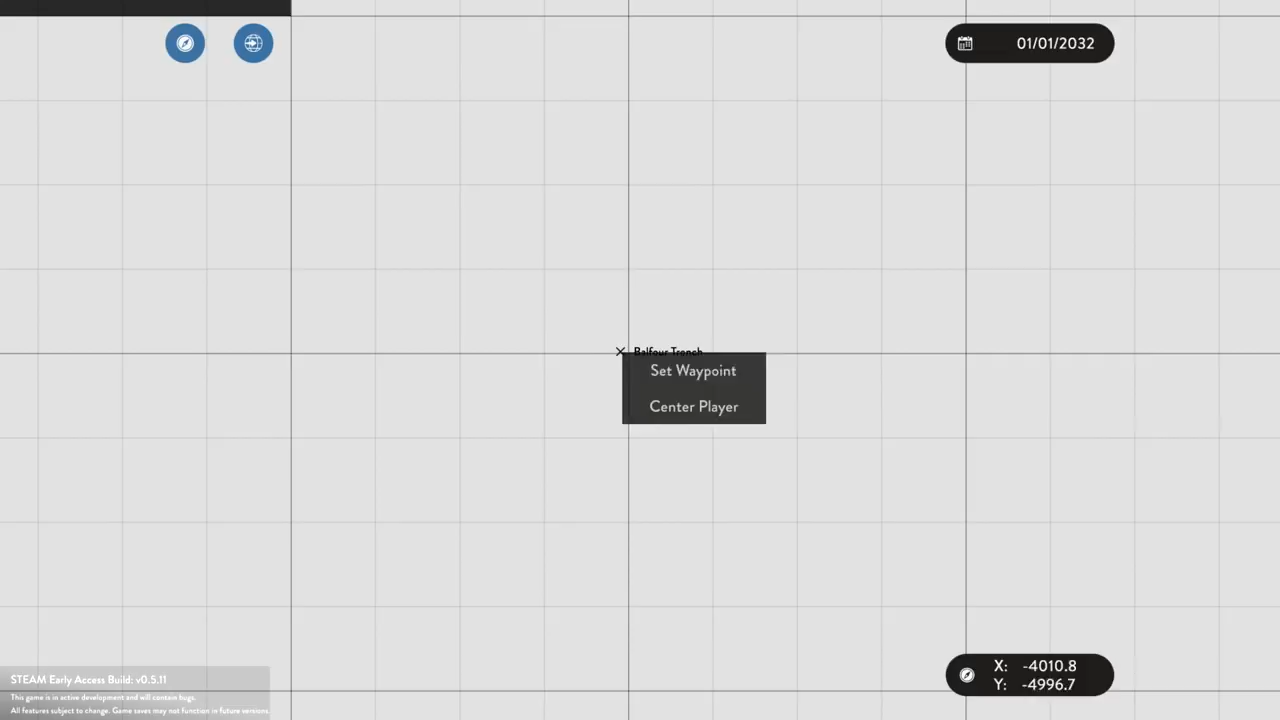 01/01/2032
Balfour Trench
Set Waypoint
Center Player
X: -4010.8
Y: -4996.7
STEAM Early Access Build: v0.5.11
This game is in active development and will contain bugs.
All features subject to change. Game saves may not function in future versions.